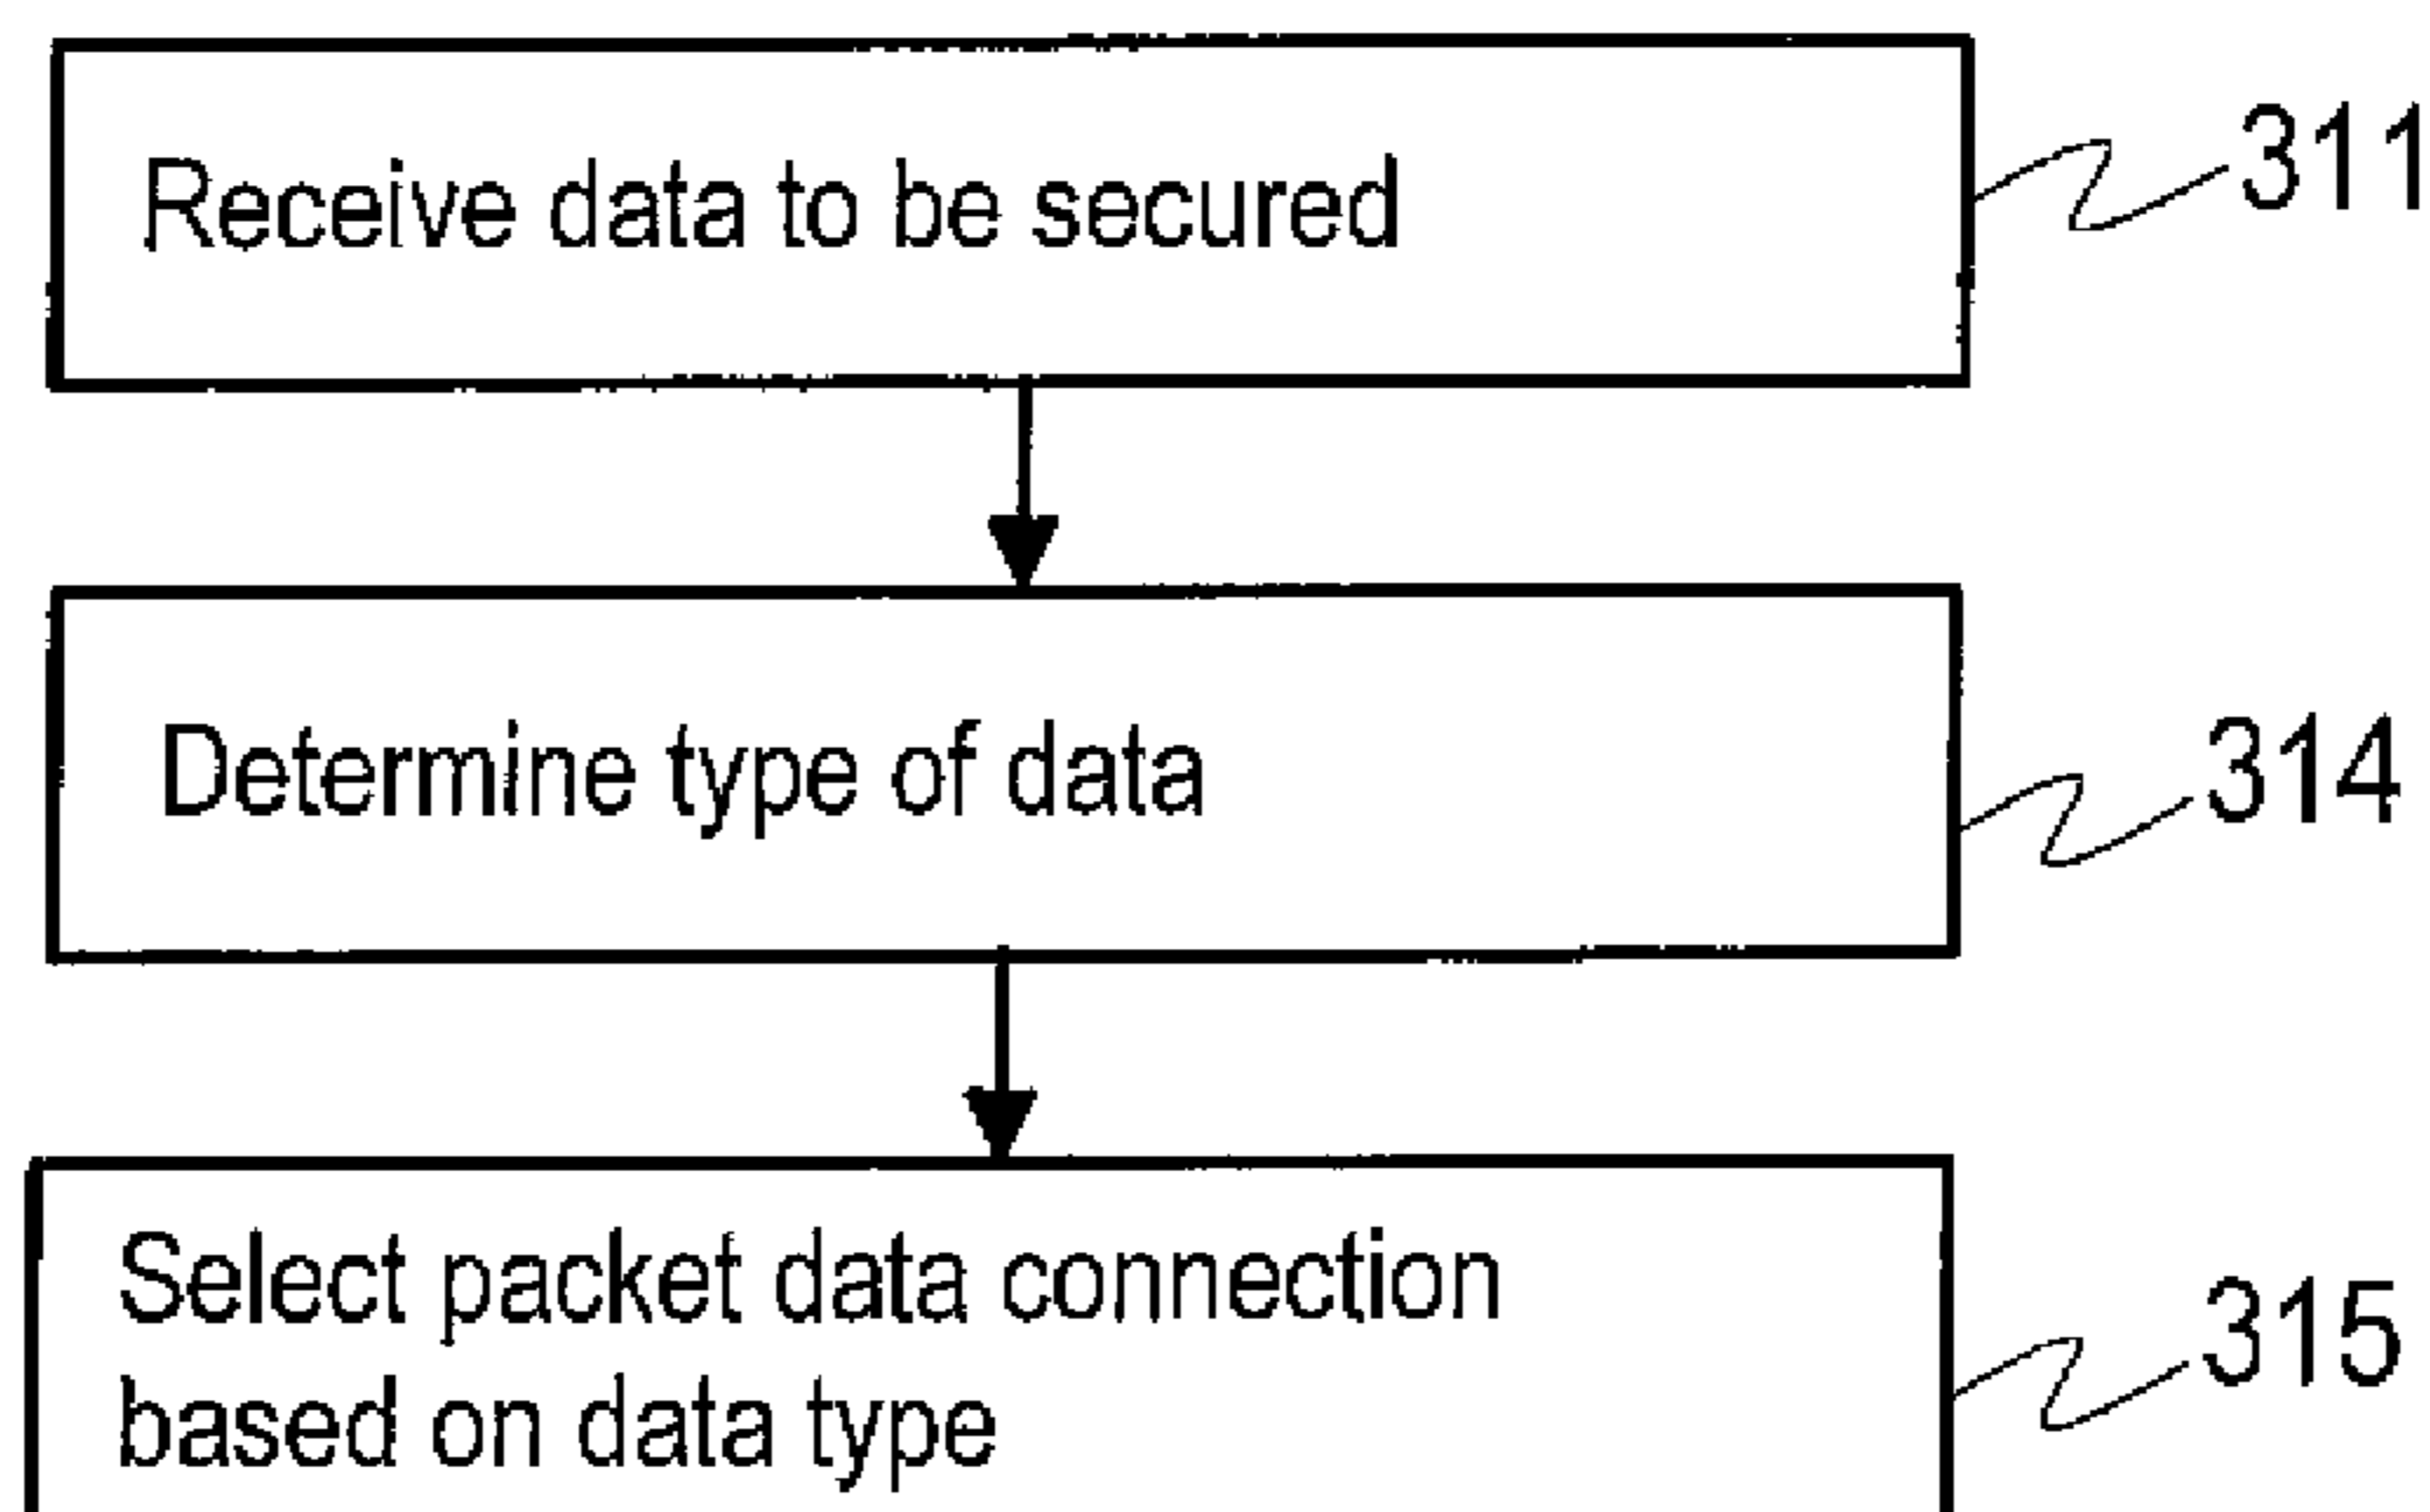 Receive data to be secured
311
Determine type of data
314
Select packet data connection
based on data type
315